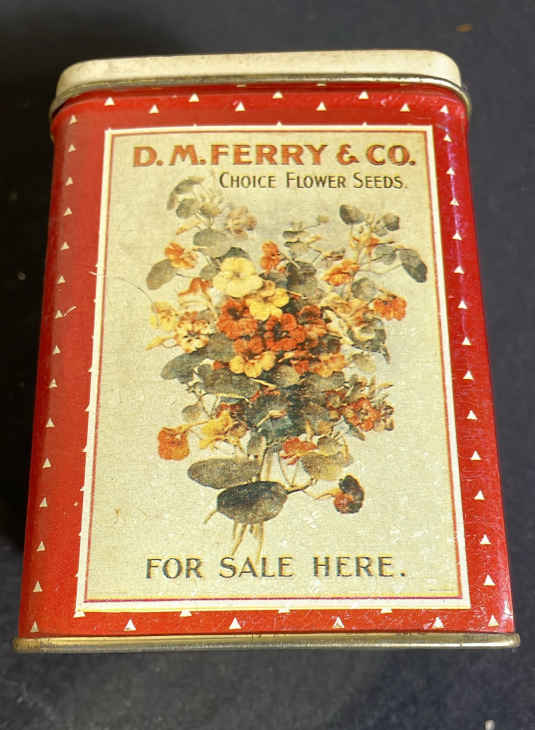 D. M. FERRY & CO.
CHOICE FLOWER SEEDS.
FOR SALE HERE.